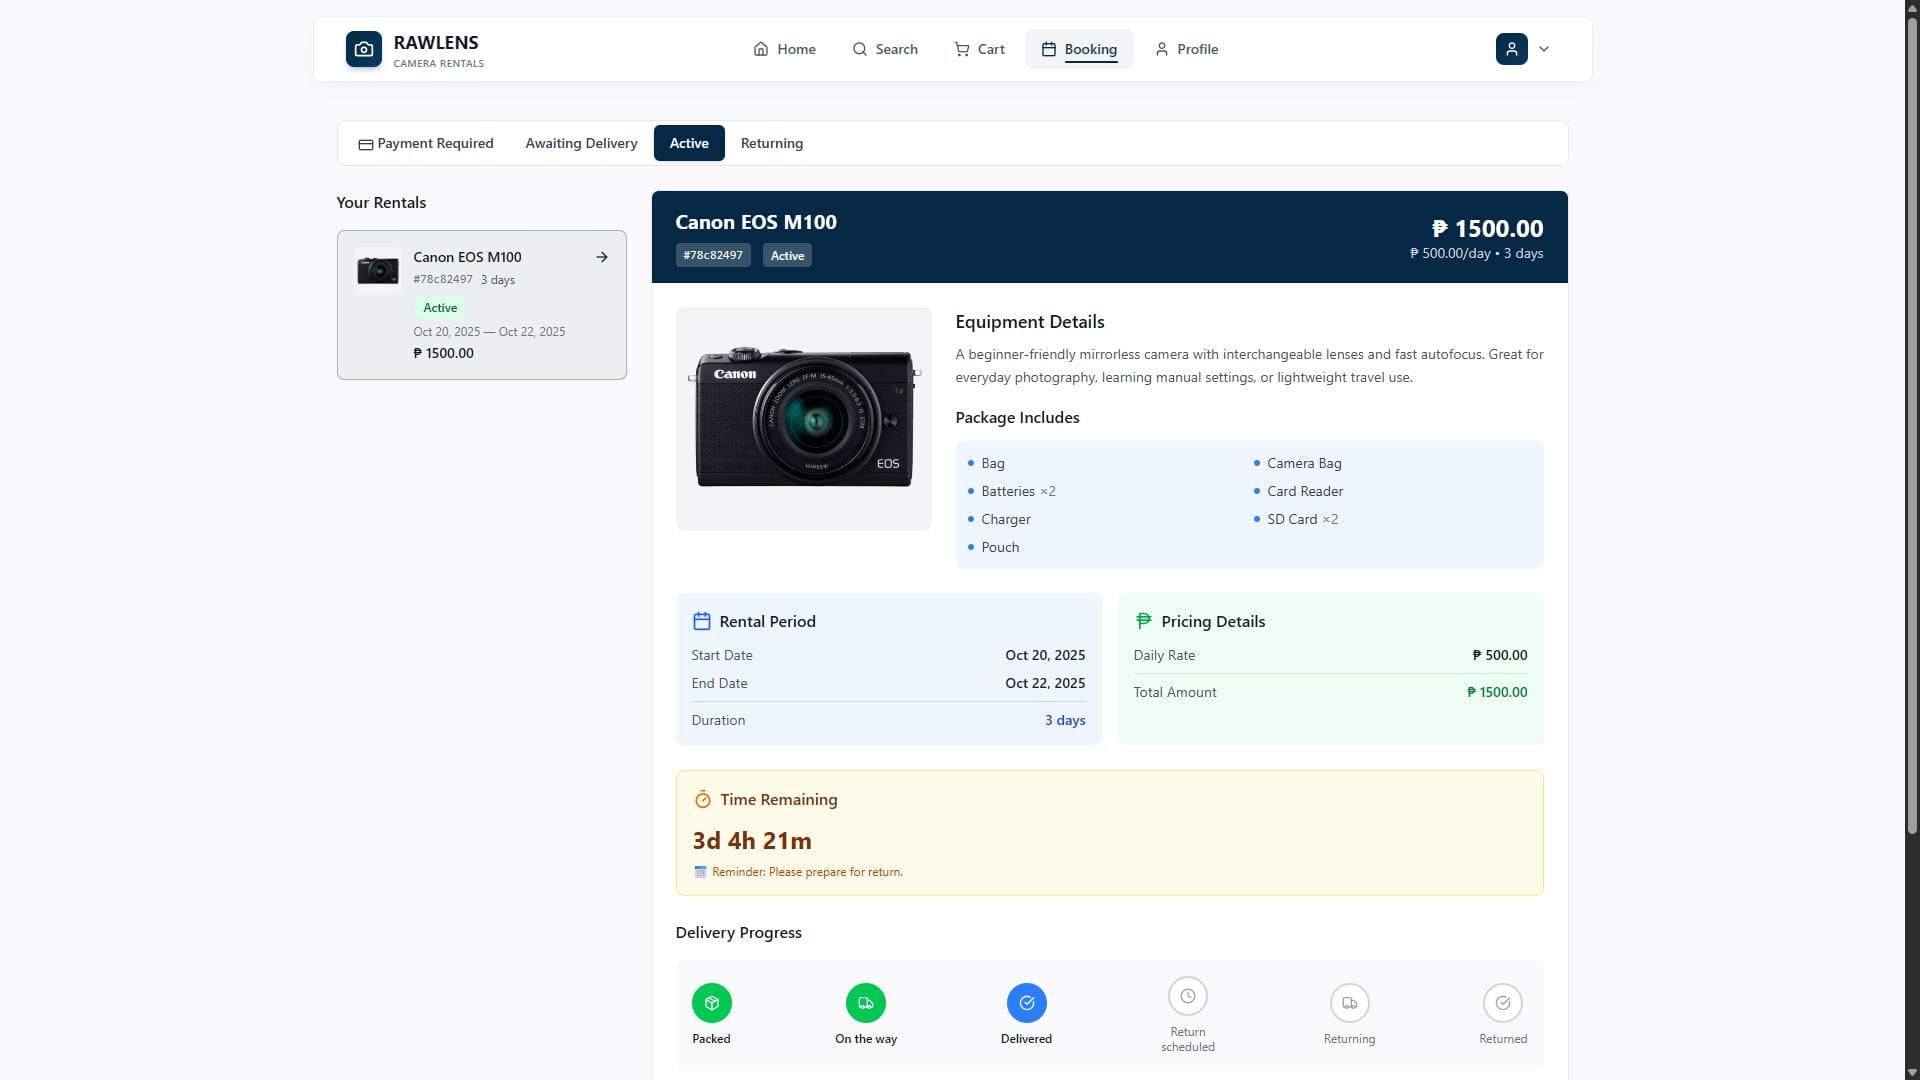 RAWLENS
CAMERA RENTALS
Home
Search
Cart
Booking
Profile
Payment Required
Awaiting Delivery
Active
Returning
Your Rentals
Canon EOS M100
#78c82497 3 days
Active
Oct 20, 2025 — Oct 22, 2025
₱ 1500.00
Canon EOS M100
#78c82497
Active
₱ 1500.00
₱ 500.00/day • 3 days
Canon
EOS
Equipment Details
A beginner-friendly mirrorless camera with interchangeable lenses and fast autofocus. Great for
everyday photography, learning manual settings, or lightweight travel use.
Package Includes
Bag
Camera Bag
Batteries ×2
Card Reader
Charger
SD Card ×2
Pouch
Rental Period
Start Date Oct 20, 2025
End Date Oct 22, 2025
Duration 3 days
Pricing Details
Daily Rate ₱ 500.00
Total Amount ₱ 1500.00
Time Remaining
3d 4h 21m
Reminder: Please prepare for return.
Delivery Progress
Packed
On the way
Delivered
Return
scheduled
Returning
Returned